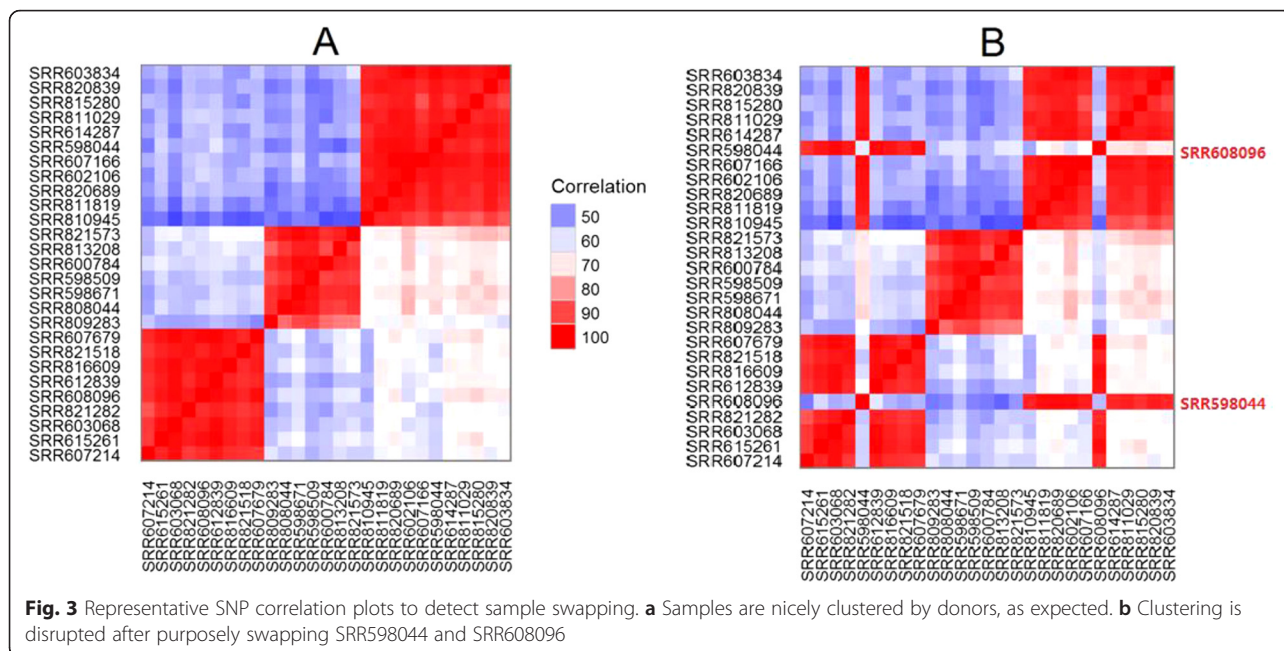 A
SRR603834
SRR820839
SRR815280
SRR811029
SRR614287
SRR598044
SRR607166
SRR602106
SRR820689
SRR811819
SRR810945
SRR821573
SRR813208
SRR600784
SRR598509
SRR598671
SRR808044
SRR809283
SRR607679
SRR821518
SRR816609
SRR612839
SRR608096
SRR821282
SRR603068
SRR615261
SRR607214
SRR607214
SRR615261
SRR603068
SRR821282
SRR608096
SRR612839
SRR816609
SRR821518
SRR607679
SRR809283
SRR808044
SRR598671
SRR598509
SRR600784
SRR813208
SRR821573
SRR810945
SRR811819
SRR820689
SRR602106
SRR607166
SRR598044
SRR614287
SRR811029
SRR815280
SRR820839
SRR603834
Correlation
50
60
70
80
90
100
B
SRR603834
SRR820839
SRR815280
SRR811029
SRR614287
SRR598044
SRR607166
SRR602106
SRR820689
SRR811819
SRR810945
SRR821573
SRR813208
SRR600784
SRR598509
SRR598671
SRR808044
SRR809283
SRR607679
SRR821518
SRR816609
SRR612839
SRR608096
SRR821282
SRR603068
SRR615261
SRR607214
SRR608096
SRR598044
SRR607214
SRR615261
SRR603068
SRR821282
SRR598044
SRR612839
SRR816609
SRR821518
SRR607679
SRR809283
SRR808044
SRR598671
SRR598509
SRR600784
SRR813208
SRR821573
SRR810945
SRR811819
SRR820689
SRR602106
SRR607166
SRR608096
SRR614287
SRR811029
SRR815280
SRR820839
SRR603834
Fig. 3 Representative SNP correlation plots to detect sample swapping. a Samples are nicely clustered by donors, as expected. b Clustering is
disrupted after purposely swapping SRR598044 and SRR608096